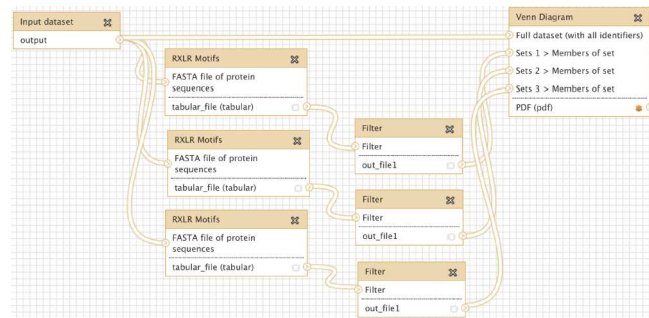 Input dataset
output
RXLR Motifs
FASTA file of protein
sequences
tabular_file (tabular)
RXLR Motifs
FASTA file of protein
sequences
tabular_file (tabular)
RXLR Motifs
FASTA file of protein
sequences
tabular_file (tabular)
Filter
Filter
out_file1
Filter
Filter
out_file1
Filter
Filter
out_file1
Venn Diagram
Full dataset (with all identifiers)
Sets 1 > Members of set
Sets 2 > Members of set
Sets 3 > Members of set
PDF (pdf)